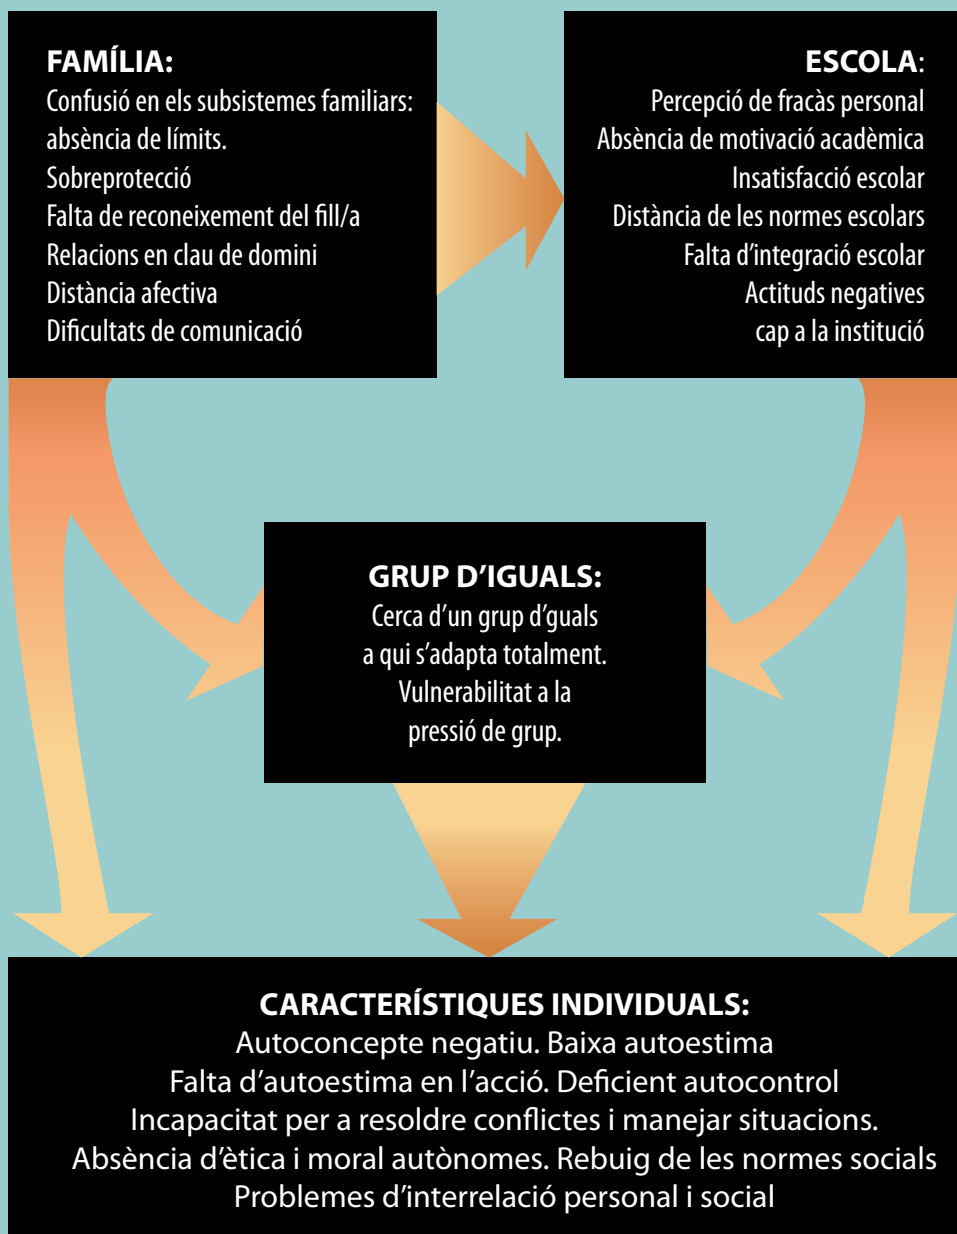 FAMÍLIA:
Confusió en els subsistemes familiars:
absència de límits.
Sobreprotecció
Falta de reconeixement del fill/a
Relacions en clau de domini
Distància afectiva
Dificultats de comunicació
ESCOLA:
Percepció de fracàs personal
Absència de motivació acadèmica
Insatisfacció escolar
Distància de les normes escolars
Falta d’integració escolar
Actituds negatives
cap a la institució
GRUP D’IGUALS:
Cerca d’un grup d’guals
a qui s’adapta totalment.
Vulnerabilitat a la
pressió de grup.
CARACTERÍSTIQUES INDIVIDUALS:
Autoconcepte negatiu. Baixa autoestima
Falta d’autoestima en l’acció. Deficient autocontrol
Incapacitat per a resoldre conflictes i manejar situacions.
Absència d’ètica i moral autònomes. Rebuig de les normes socials
Problemes d’interrelació personal i social